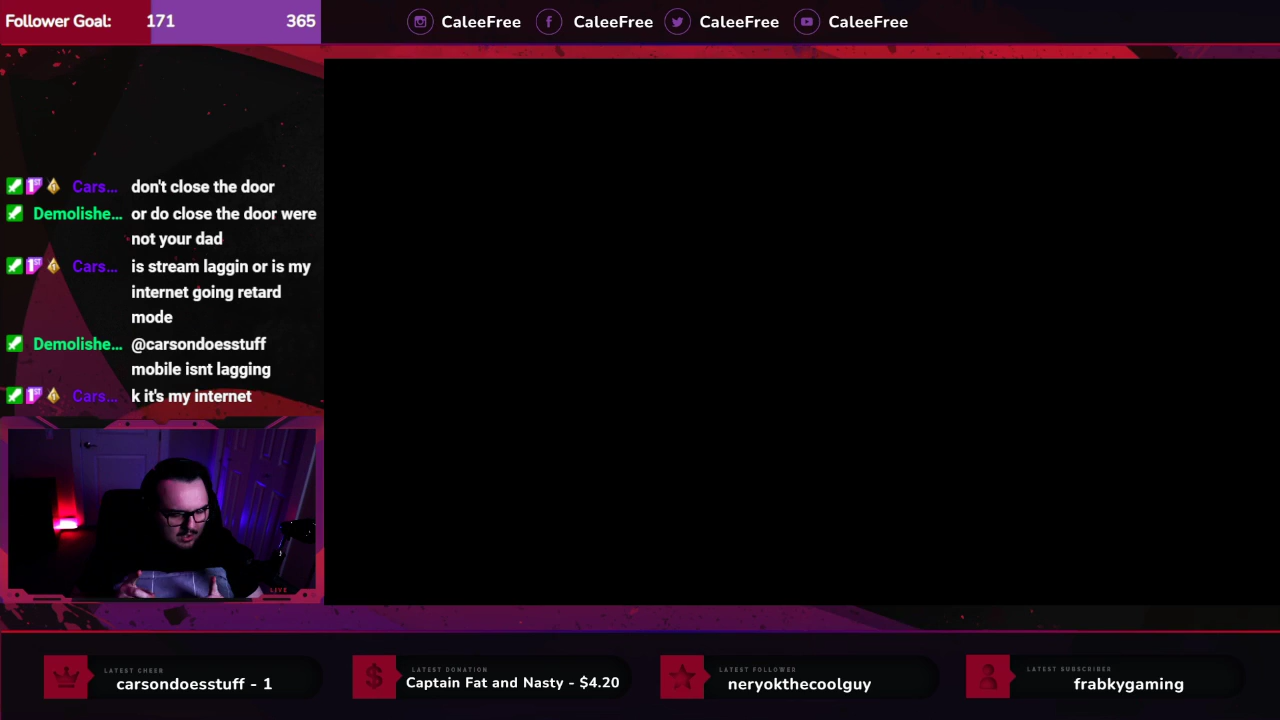 Follower Goal: 171 365
CaleeFree CaleeFree CaleeFree CaleeFree
Cars... don't close the door
Demolishe... or do close the door were
not your dad
Cars... is stream laggin or is my
internet going retard
mode
Demolishe... @carsondoesstuff
mobile isnt lagging
Cars... k it's my internet
LIVE
LATEST CHEER
carsondoesstuff - 1
LATEST DONATION
Captain Fat and Nasty - $4.20
LATEST FOLLOWER
neryokthecoolguy
LATEST SUBSCRIBER
frabkygaming